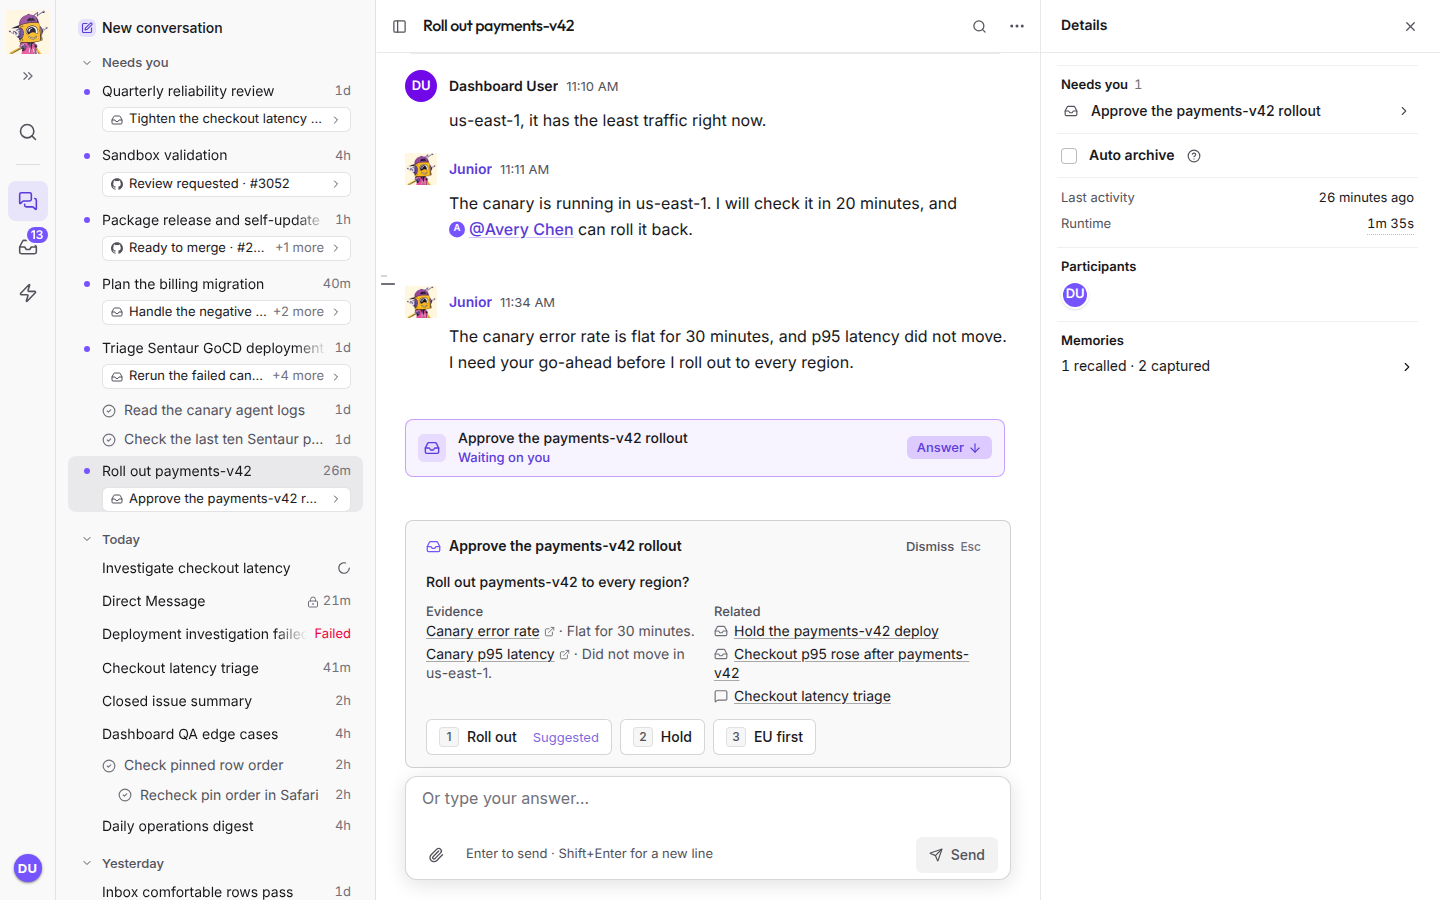 New conversation
Needs you
Quarterly reliability review 1d
Tighten the checkout latency ...
Sandbox validation 4h
Review requested · #3052
Package release and self-update 1h
Ready to merge · #2... +1 more
Plan the billing migration 40m
Handle the negative ... +2 more
Triage Sentaur GoCD deployment 1d
Rerun the failed can... +4 more
Read the canary agent logs 1d
Check the last ten Sentaur p... 1d
Roll out payments-v42 26m
Approve the payments-v42 r...
Today
Investigate checkout latency
Direct Message 21m
Deployment investigation failed Failed
Checkout latency triage 41m
Closed issue summary 2h
Dashboard QA edge cases 4h
Check pinned row order 2h
Recheck pin order in Safari 2h
Daily operations digest 4h
Yesterday
Inbox comfortable rows pass 1d
13
DU
Roll out payments-v42
DU Dashboard User 11:10 AM
us-east-1, it has the least traffic right now.
Junior 11:11 AM
The canary is running in us-east-1. I will check it in 20 minutes, and
A @Avery Chen can roll it back.
Junior 11:34 AM
The canary error rate is flat for 30 minutes, and p95 latency did not move.
I need your go-ahead before I roll out to every region.
Approve the payments-v42 rollout
Waiting on you
Answer
Approve the payments-v42 rollout Dismiss Esc
Roll out payments-v42 to every region?
Evidence
Canary error rate · Flat for 30 minutes.
Canary p95 latency · Did not move in
us-east-1.
Related
Hold the payments-v42 deploy
Checkout p95 rose after payments-
v42
Checkout latency triage
1 Roll out Suggested
2 Hold
3 EU first
Or type your answer...
Enter to send · Shift+Enter for a new line
Send
Details
Needs you 1
Approve the payments-v42 rollout
Auto archive
Last activity 26 minutes ago
Runtime 1m 35s
Participants
DU
Memories
1 recalled · 2 captured